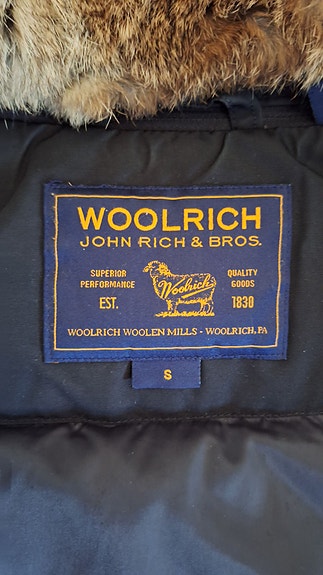 WOOLRICH
JOHN RICH & BROS.
SUPERIOR
PERFORMANCE
EST.
Woolrich
QUALITY
GOODS
1830
WOOLRICH WOOLEN MILLS - WOOLRICH, PA
S